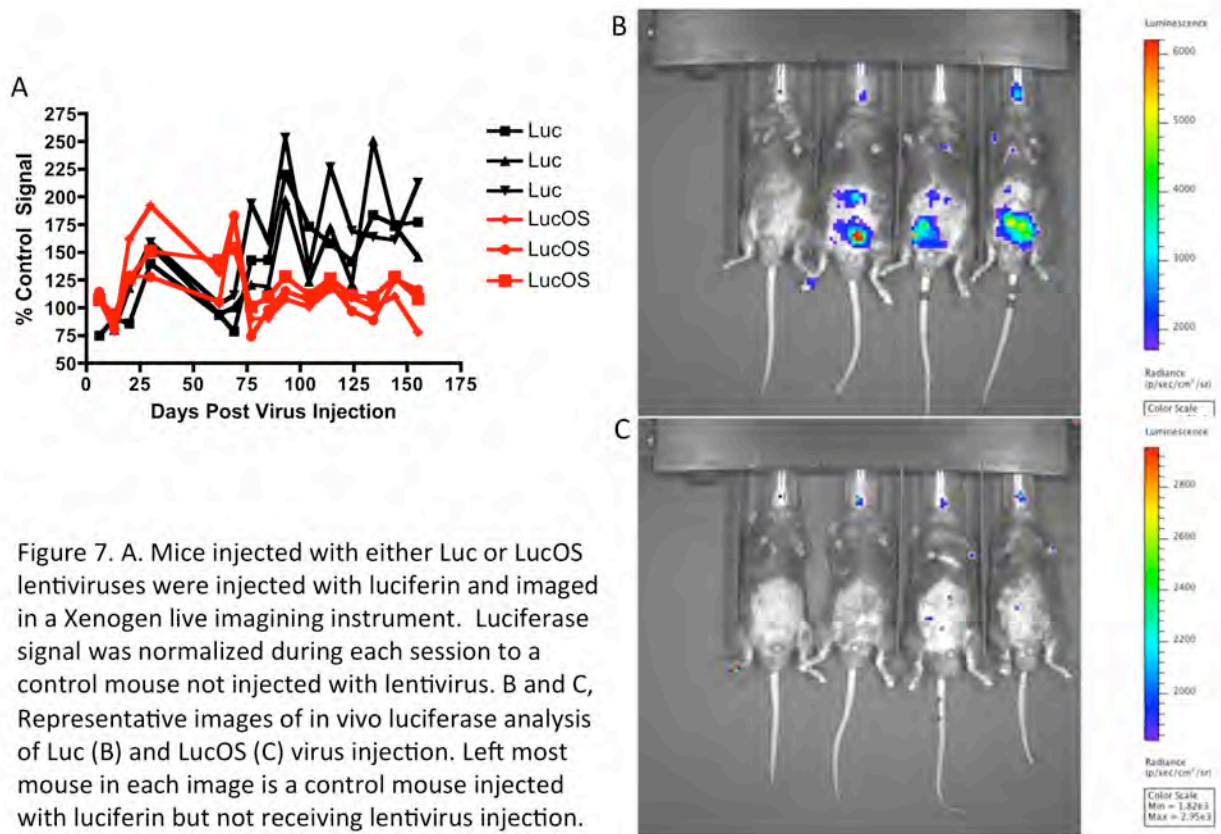 A
% Control Signal
275
250
225
200
175
150
125
100
75
50
0 25 50 75 100 125 150 175
Days Post Virus Injection
Luc
Luc
Luc
LucOS
LucOS
LucOS
B
Luminescence
6000
5000
4000
3000
2000
Radiance
(p/sec/cm²/sr)
Color Scale
C
Luminescence
2800
2600
2400
2200
2000
Radiance
(p/sec/cm²/sr)
Color Scale
Min = 1.82e3
Max = 2.95e3
Figure 7. A. Mice injected with either Luc or LucOS
lentiviruses were injected with luciferin and imaged
in a Xenogen live imagining instrument. Luciferase
signal was normalized during each session to a
control mouse not injected with lentivirus. B and C,
Representative images of in vivo luciferase analysis
of Luc (B) and LucOS (C) virus injection. Left most
mouse in each image is a control mouse injected
with luciferin but not receiving lentivirus injection.